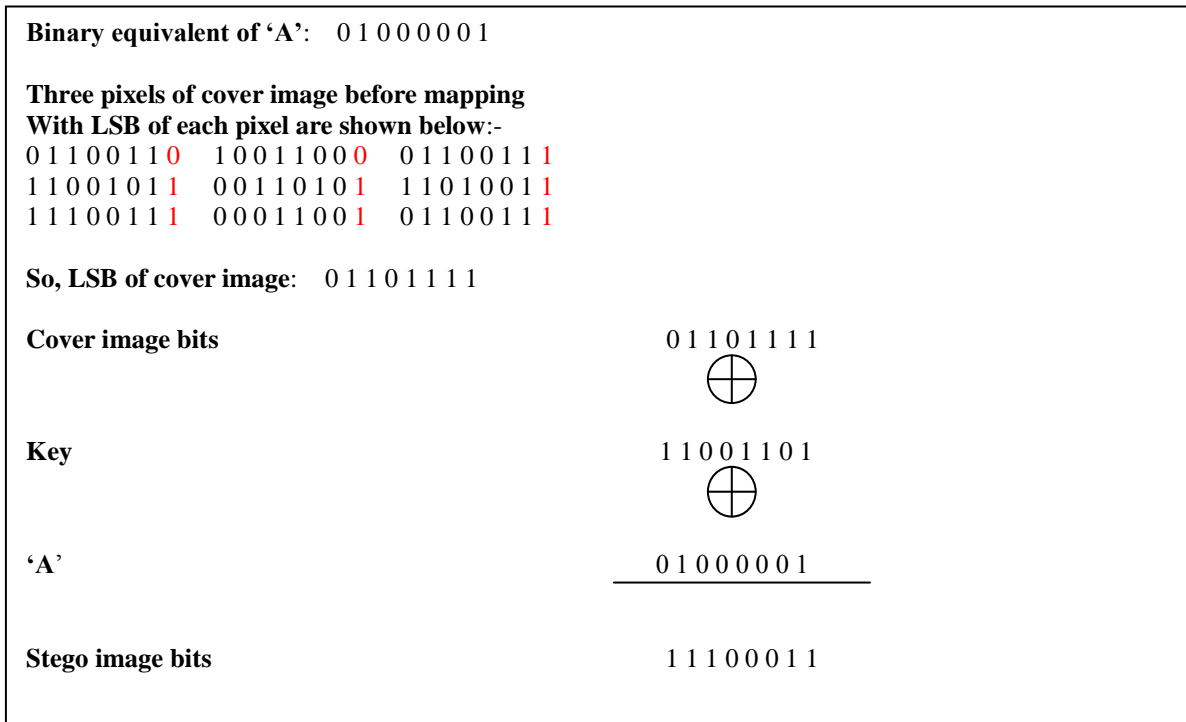 Binary equivalent of ‘A’: 0 1 0 0 0 0 0 1
Three pixels of cover image before mapping
With LSB of each pixel are shown below:-
0 1 1 0 0 1 1 0 1 0 0 1 1 0 0 0 0 1 1 0 0 1 1 1
1 1 0 0 1 0 1 1 0 0 1 1 0 1 0 1 1 1 0 1 0 0 1 1
1 1 1 0 0 1 1 1 0 0 0 1 1 0 0 1 0 1 1 0 0 1 1 1
So, LSB of cover image: 0 1 1 0 1 1 1 1
Cover image bits 0 1 1 0 1 1 1 1
Key 1 1 0 0 1 1 0 1
‘A’ 0 1 0 0 0 0 0 1
Stego image bits 1 1 1 0 0 0 1 1